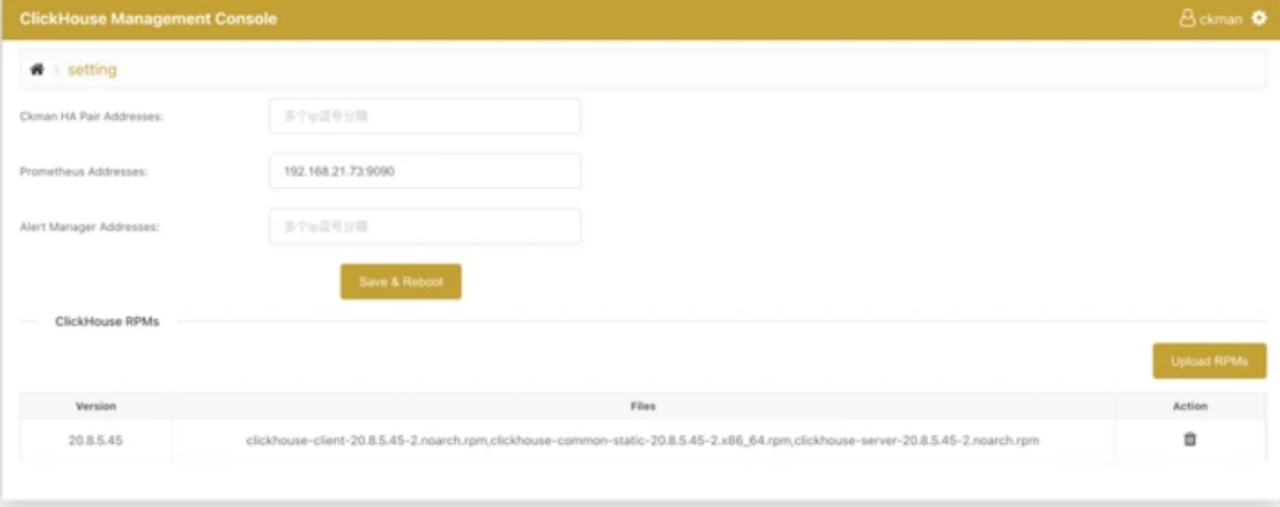 ClickHouse Management Console
ckman
setting
Ckman HA Pair Addresses:
多个ip逗号分隔
Prometheus Addresses:
192.168.21.73:9090
Alert Manager Addresses:
多个ip逗号分隔
Save & Reboot
ClickHouse RPMs
Upload RPMs
Version Files Action
20.8.5.45 clickhouse-client-20.8.5.45-2.noarch.rpm,clickhouse-common-static-20.8.5.45-2.x86_64.rpm,clickhouse-server-20.8.5.45-2.noarch.rpm